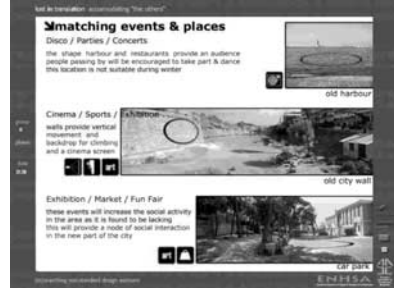 lost in translation accomodating "the others"
matching events & places
Disco / Parties / Concerts
the shape harbour and restaurants provide an audience
people passing by will be encouraged to take part & dance
this location is not suitable during winter
old harbour
Cinema / Sports / Exhibition
walls provide vertical
movement and
backdrop for climbing
and a cinema screen
art
old city wall
Exhibition / Market / Fun Fair
these events will increase the social activity
in the area as it is found to be lacking
this will provide a node of social interaction
in the new part of the city
art
car park
ENHSA